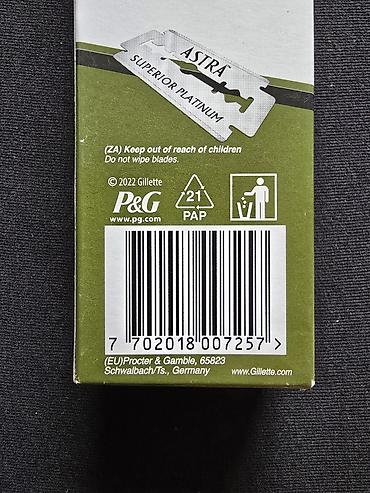 ASTRA
SUPERIOR PLATINUM
(ZA) Keep out of reach of children
Do not wipe blades.
© 2022 Gillette
P&G
www.pg.com
21
PAP
7 702018 007257 >
(EU)Procter & Gamble, 65823
Schwalbach/Ts., Germany
www.Gillette.com